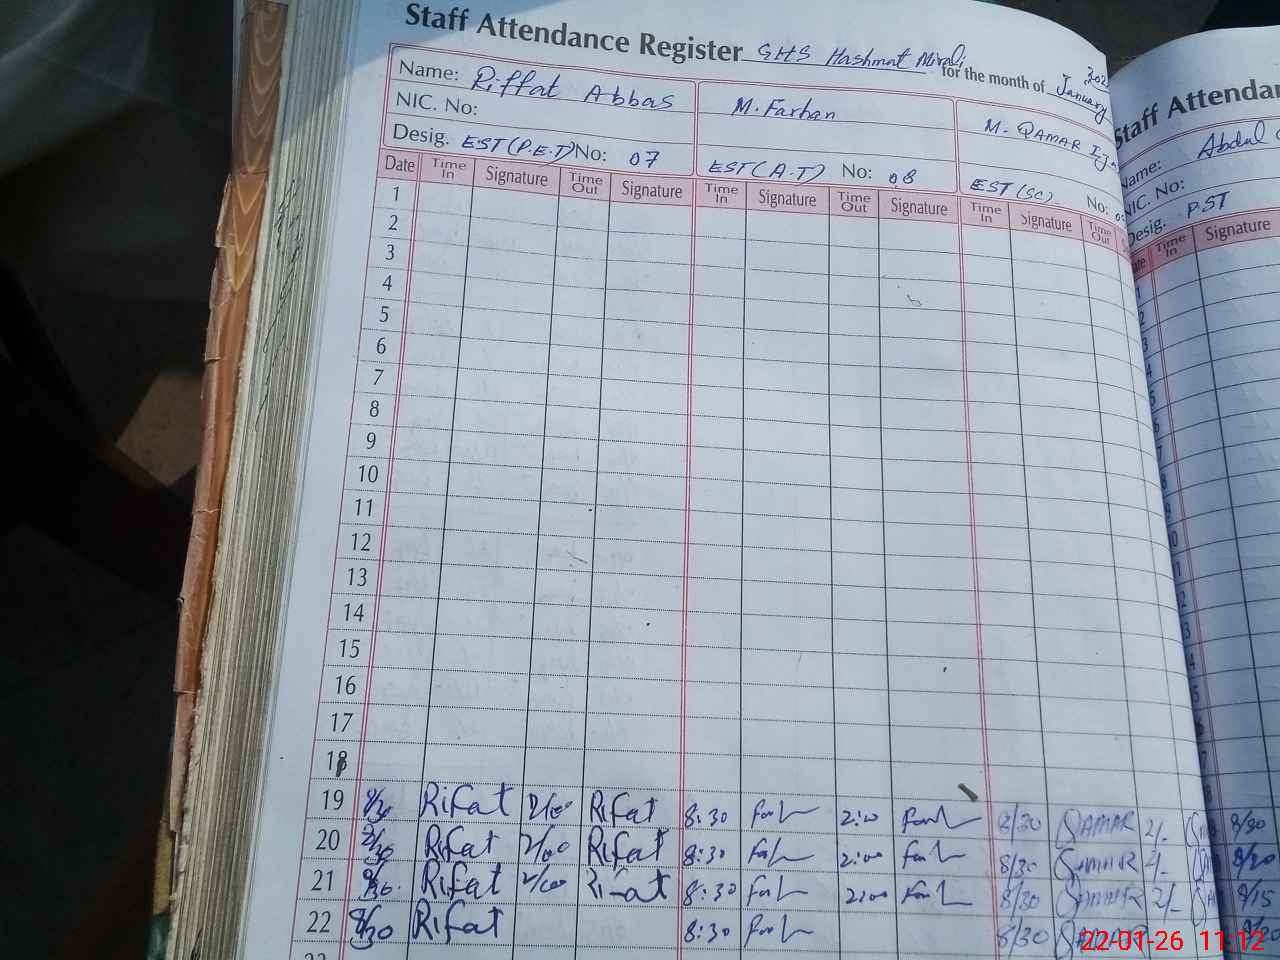 Staff Attendance Register GHS Hashmat Mirali for the month of January
Name: Riffat Abbas M. Farhan M. QAMAR
NIC. No:
Desig. EST (P.E.T) No: 07 EST (A.T) No: 08 EST (SC) No:
Date Time In Signature Time Out Signature Time In Signature Time Out Signature Time In Signature Time Out
1
2
3
4
5
6
7
8
9
10
11
12
13
14
15
16
17
18
19 8/30 Rifat 2/00 Rifat 8:30 2:00 8/30 QAMAR 2/-
20 8/30 Rifat 2/00 Rifat 8:30 2:00 8/30 QAMAR 2/-
21 8/30 Rifat 2/00 Rifat 8:30 2:00 8/30 QAMAR 2/-
22 8/30 Rifat 8:30 8/30 QAMAR
Staff Attendan
Name: Abdul
NIC. No:
Desig. PST
Time In Signature
8/30
8/20
8/15
22-01-26 11:12